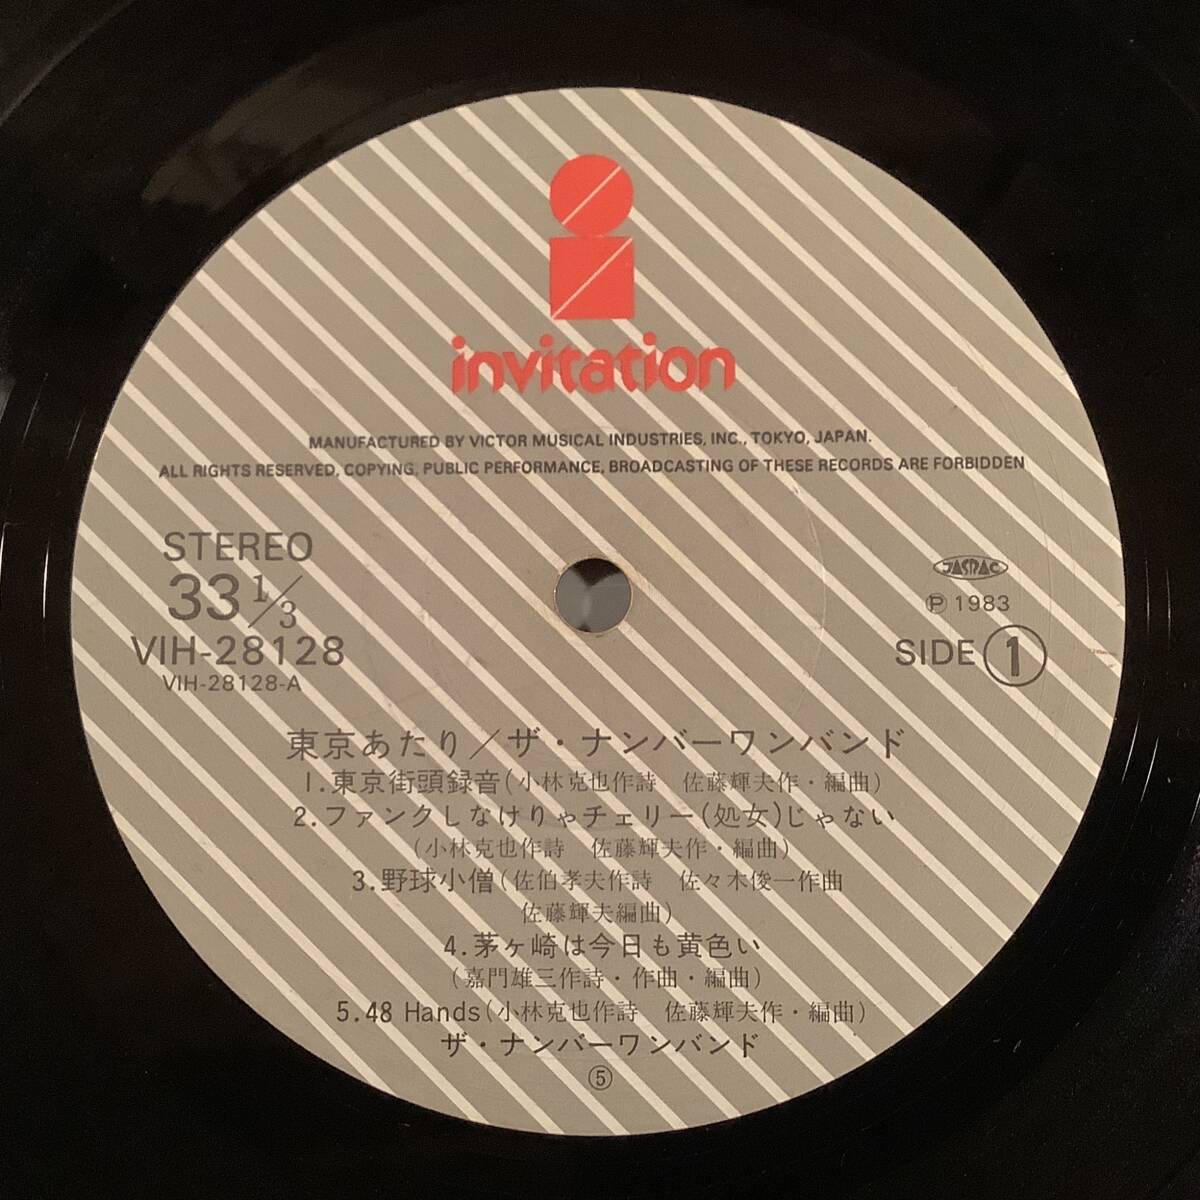 invitation
MANUFACTURED BY VICTOR MUSICAL INDUSTRIES, INC., TOKYO, JAPAN.
ALL RIGHTS RESERVED, COPYING, PUBLIC PERFORMANCE, BROADCASTING OF THESE RECORDS ARE FORBIDDEN
STEREO
33 1/3
VIH-28128
VIH-28128-A
JASRAC
Ⓟ 1983
SIDE 1
東京あたり／ザ・ナンバーワンバンド
1.東京街頭録音(小林克也作詩 佐藤輝夫作・編曲)
2.ファンクしなけりゃチェリー(処女)じゃない
(小林克也作詩 佐藤輝夫作・編曲)
3.野球小僧(佐伯孝夫作詩 佐々木俊一作曲
佐藤輝夫編曲)
4.茅ヶ崎は今日も黄色い
(嘉門雄三作詩・作曲・編曲)
5.48 Hands(小林克也作詩 佐藤輝夫作・編曲)
ザ・ナンバーワンバンド
⑤